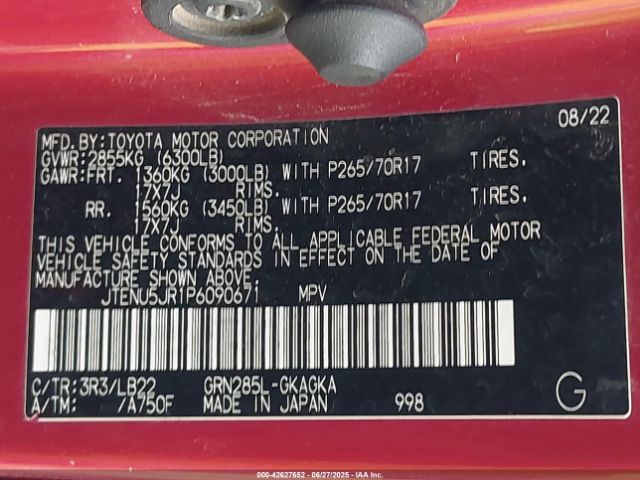 08/22
MFD.BY:TOYOTA MOTOR CORPORATION
GVWR:2855KG (6300LB)
GAWR:FRT. 1360KG (3000LB) WITH P265/70R17 TIRES.
17X7J RIMS.
RR. 1560KG (3450LB) WITH P265/70R17 TIRES.
17X7J RIMS.
THIS VEHICLE CONFORMS TO ALL APPLICABLE FEDERAL MOTOR
VEHICLE SAFETY STANDARDS IN EFFECT ON THE DATE OF
MANUFACTURE SHOWN ABOVE.
JTENU5JR1P6090671 MPV
C/TR:3R3/LB22 GRN285L-GKAGKA
A/TM: /A750F MADE IN JAPAN 998 G
000-42627652 - 06/27/2025 - IAA Inc.